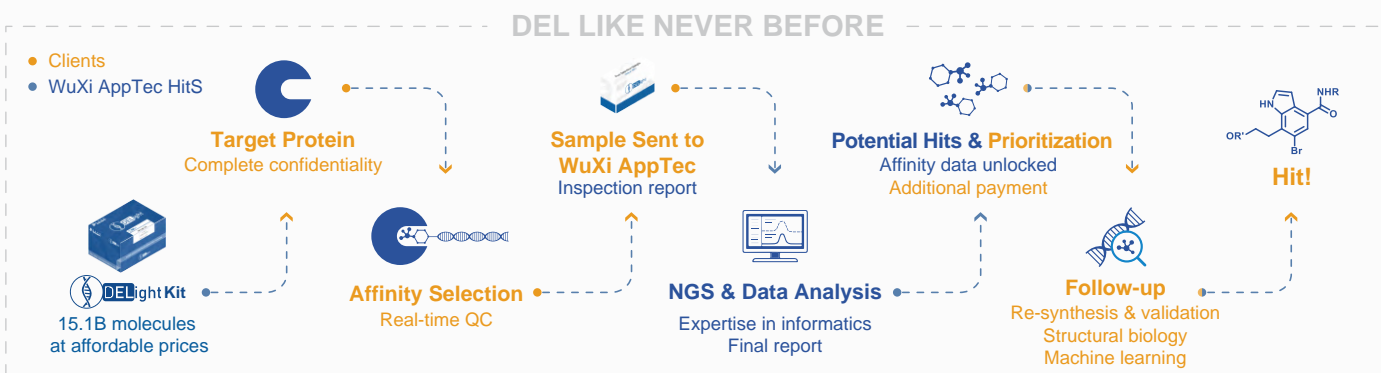 DEL LIKE NEVER BEFORE
Clients
WuXi AppTec HitS
DELight Kit
15.1B molecules
at affordable prices
Target Protein
Complete confidentiality
Affinity Selection
Real-time QC
Sample Sent to
WuXi AppTec
Inspection report
NGS & Data Analysis
Expertise in informatics
Final report
Potential Hits & Prioritization
Affinity data unlocked
Additional payment
Follow-up
Re-synthesis & validation
Structural biology
Machine learning
HN
NHR
O
OR'
Br
Hit!